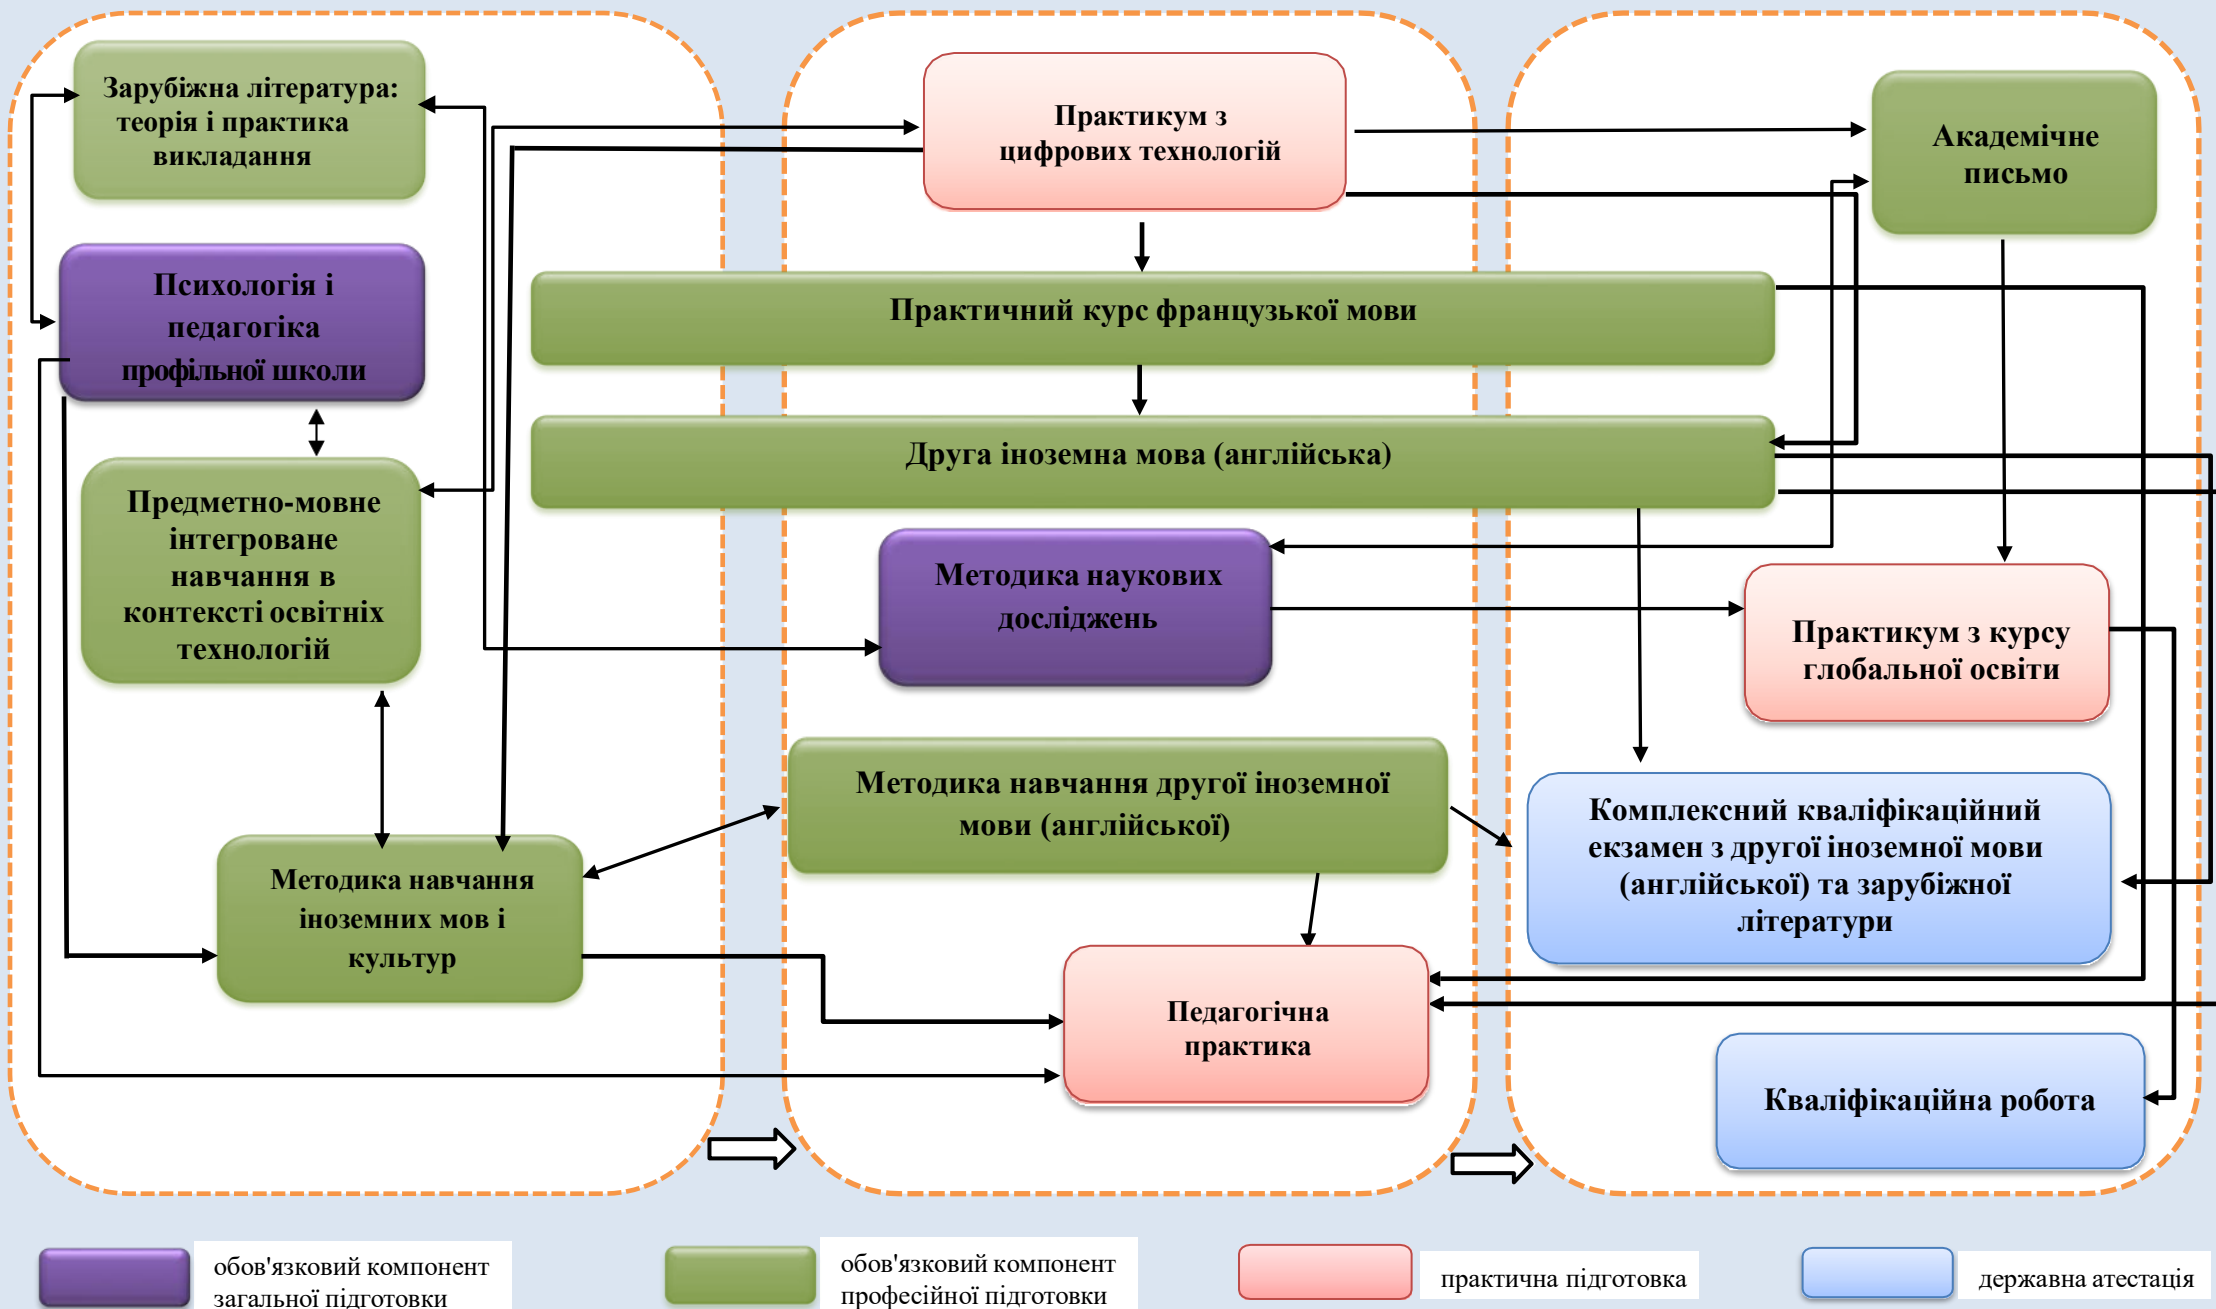 Зарубіжна література:
теорія і практика
викладання
Психологія і
педагогіка
профільної школи
Предметно-мовне
інтегроване
навчання в
контексті освітніх
технологій
Методика навчання
іноземних мов і
культур
Практикум з
цифрових технологій
Практичний курс французької мови
Друга іноземна мова (англійська)
Методика наукових
досліджень
Методика навчання другої іноземної
мови (англійської)
Педагогічна
практика
Академічне
письмо
Практикум з курсу
глобальної освіти
Комплексний кваліфікаційний
екзамен з другої іноземної мови
(англійської) та зарубіжної
літератури
Кваліфікаційна робота
обов'язковий компонент
загальної підготовки
обов'язковий компонент
професійної підготовки
практична підготовка
державна атестація